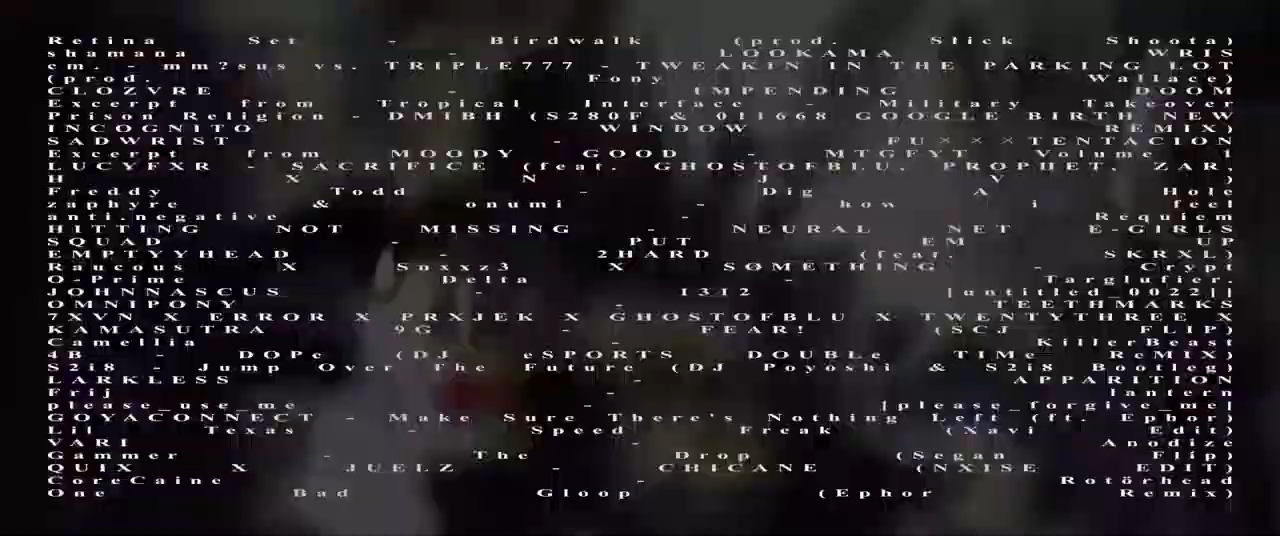 Retina Set - Birdwalk (prod. Slick Shoota)
shamana - LOOKAMA WRIS
em. - mm?sus vs. TRIPLE777 - TWEAKIN IN THE PARKING LOT
(prod. Fony Wallace)
CLOZVRE - IMPENDING DOOM
Excerpt from Tropical Interface - Military Takeover
Prison Religion - DMIBH (S280F & 011668 GOOGLE BIRTH NEW
INCOGNITO WINDOW REMIX)
SADWRIST - FU×××TENTACION
Excerpt from MOODY GOOD - MTGFYT Volume 1
LUCYFXR - SACRIFICE (feat. GHOSTOFBLU, PROPHET, ZAR,
H X N J V )
Freddy Todd - Dig A Hole
zaphyre & onumi - how i feel
anti.negative - Requiem
HITTING NOT MISSING - NEURAL NET E-GIRLS
SQUAD - PUT EM UP
EMPTYYHEAD - 2HARD (feat. SKRXL)
Raucous X Snxxz3 X SØMETHING - Crypt
O-Prime Delta - Targlufier.
JOHNNASCUS - 1312 [untitled_0022]]
OMNIPONY - TEETHMARKS
7XVN X ERROR X PRXJEK X GHOSTOFBLU X TWENTYTHREE X
KAMASUTRA 9G - FEAR! (SCJ FLIP)
Camellia - KillerBeast
4B - DOPe (DJ eSPORTS DOUBLe TIMe ReMIX)
S2i8 - Jump Over The Future (DJ Poyoshi & S2i8 Bootleg)
LARKLESS - APPARITION
Frij - lantern
please_use_me - [please_forgive_me]
GOYACONNECT - Make Sure There's Nothing Left (ft. Ephor)
Lil Texas - Speed Freak (Xavi Edit)
VARI - Anodize
Gammer - The Drop (Segan Flip)
QUIX X JUELZ - CHICANE (NXISE EDIT)
CoreCaine - Rotörhead
One Bad Gloop (Ephor Remix)